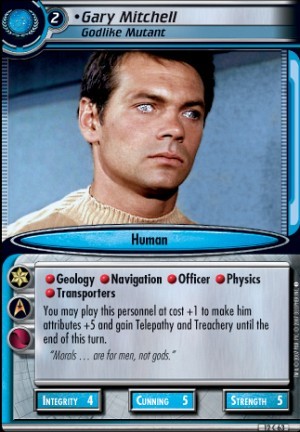 2
•Gary Mitchell
Godlike Mutant
Human
Geology Navigation Officer Physics
Transporters
You may play this personnel at cost +1 to make him
attributes +5 and gain Telepathy and Treachery until the
end of this turn.
"Morals ... are for men, not gods."
INTEGRITY 4 CUNNING 5 STRENGTH 5